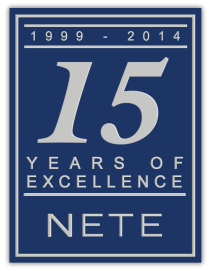 1999 - 2014
15
YEARS OF
EXCELLENCE
NETE